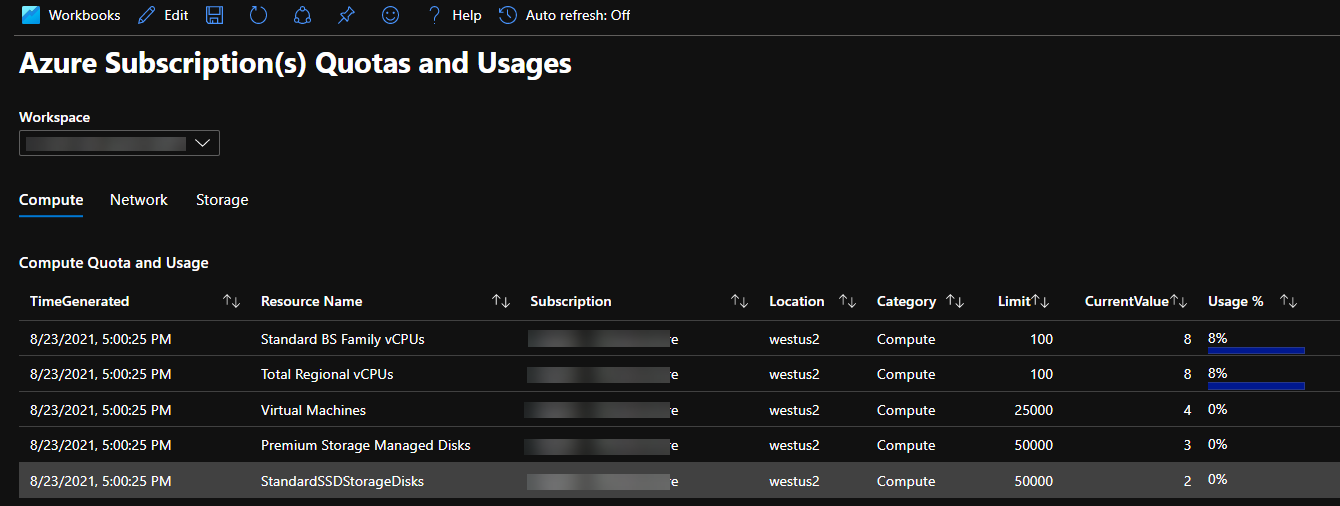 Workbooks Edit Help Auto refresh: Off
Azure Subscription(s) Quotas and Usages
Workspace
Compute Network Storage
Compute Quota and Usage
TimeGenerated Resource Name Subscription Location Category Limit CurrentValue Usage %
8/23/2021, 5:00:25 PM Standard BS Family vCPUs westus2 Compute 100 8 8%
8/23/2021, 5:00:25 PM Total Regional vCPUs westus2 Compute 100 8 8%
8/23/2021, 5:00:25 PM Virtual Machines westus2 Compute 25000 4 0%
8/23/2021, 5:00:25 PM Premium Storage Managed Disks westus2 Compute 50000 3 0%
8/23/2021, 5:00:25 PM StandardSSDStorageDisks westus2 Compute 50000 2 0%